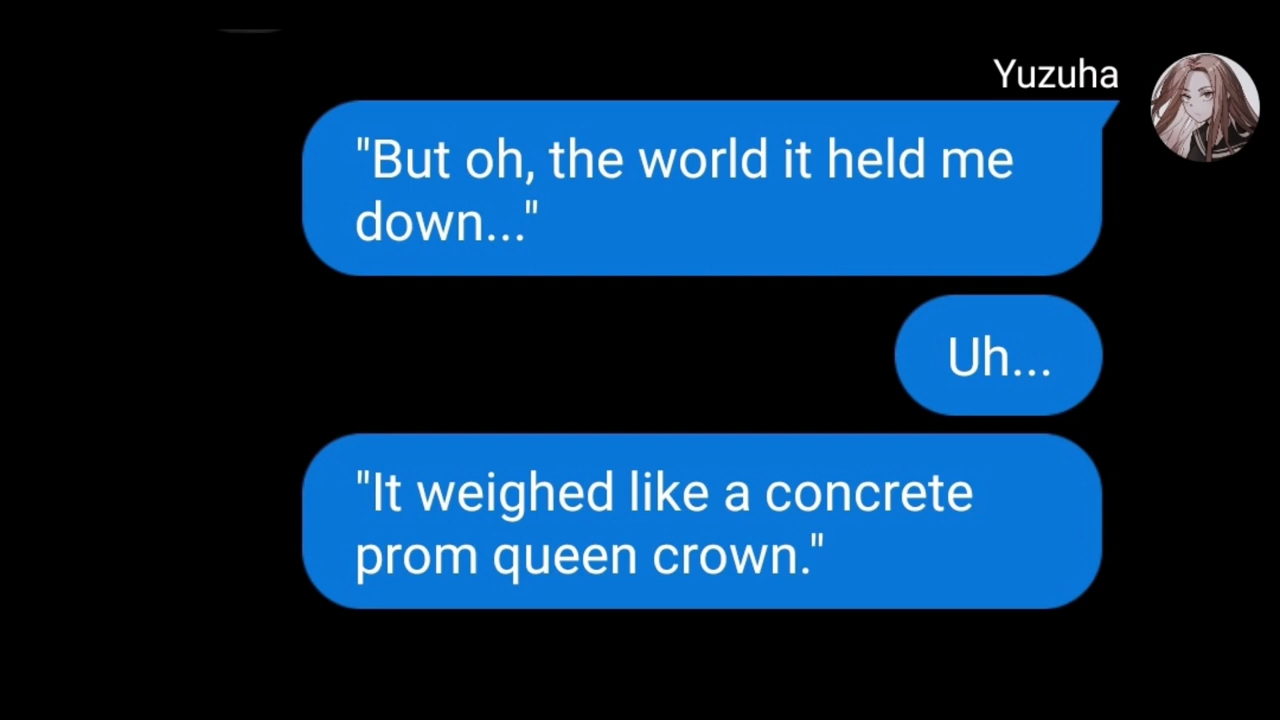 Yuzuha
"But oh, the world it held me
down..."
Uh...
"It weighed like a concrete
prom queen crown."